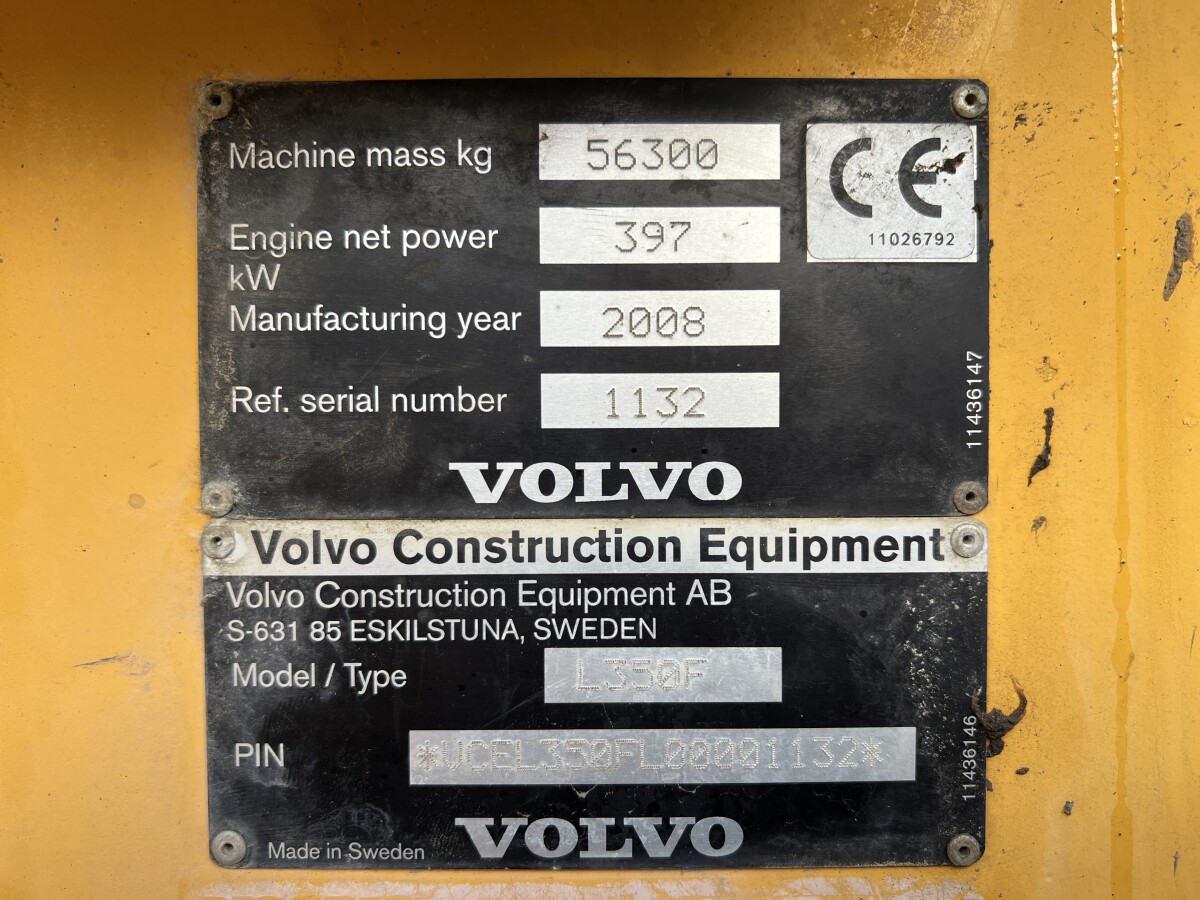 Machine mass kg 56300
CE
11026792
Engine net power 397
kW
Manufacturing year 2008
Ref. serial number 1132
11436147
VOLVO
Volvo Construction Equipment
Volvo Construction Equipment AB
S-631 85 ESKILSTUNA, SWEDEN
Model / Type L350F
PIN *VCEL350FL00001132*
11436146
Made in Sweden
VOLVO